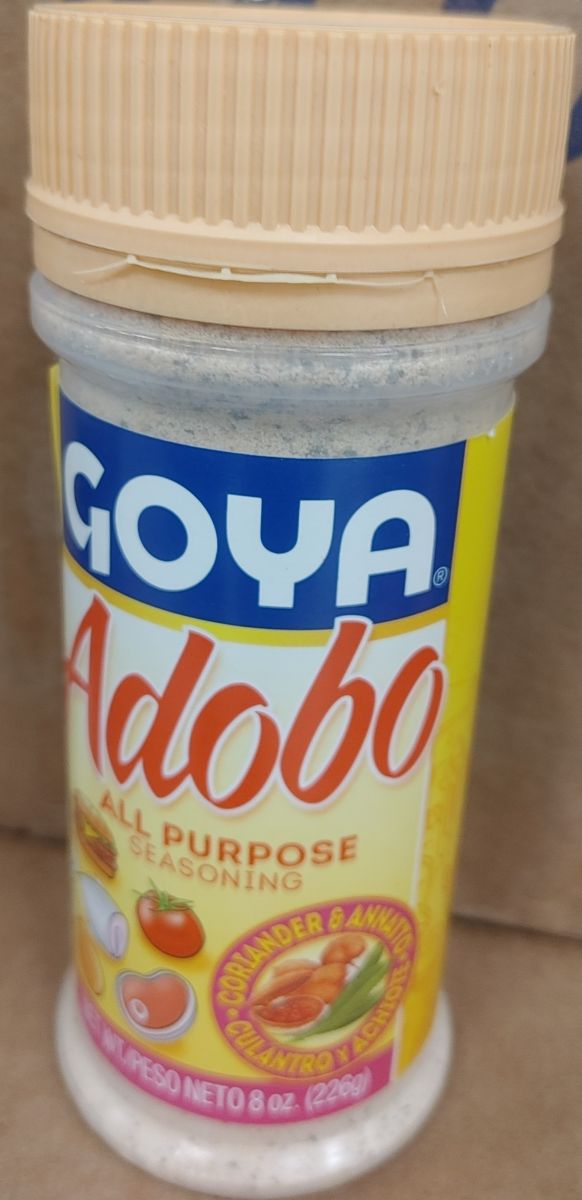 GOYA®
Adobo
ALL PURPOSE
SEASONING
CORIANDER & ANNATTO
CULANTRO Y ACHIOTE
NET WT./PESO NETO 8 oz. (226g)